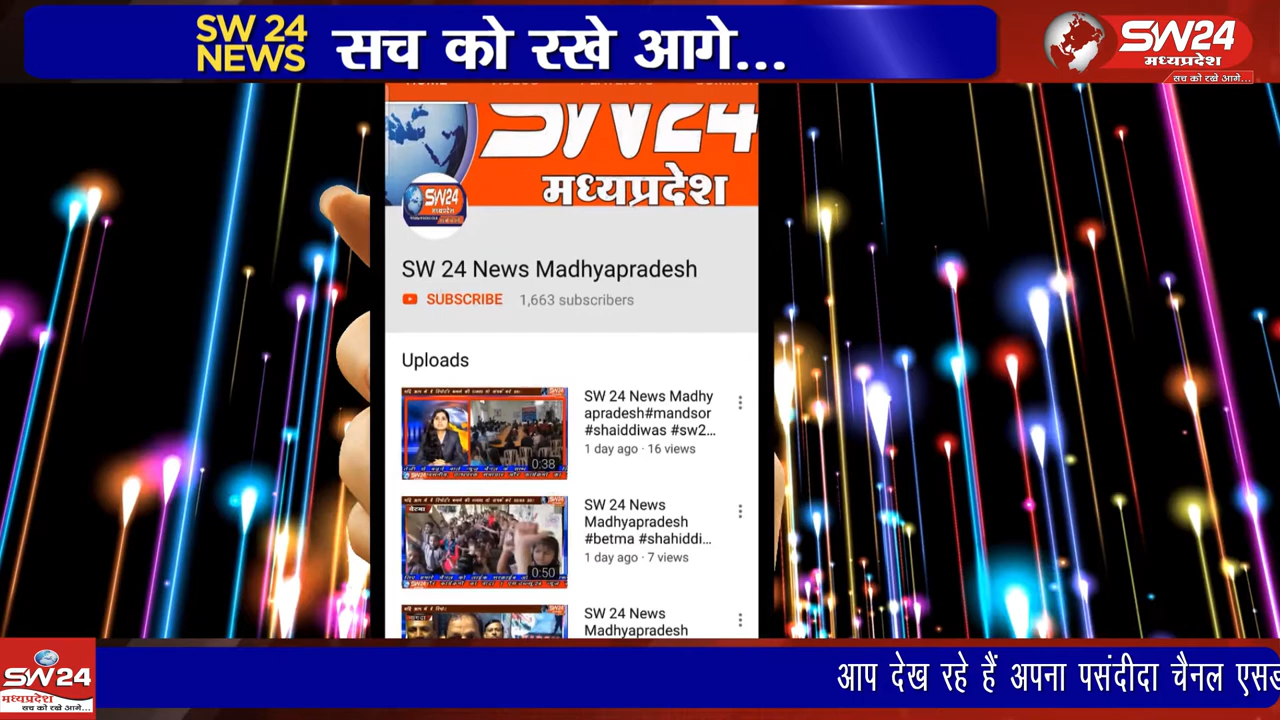 SW 24
NEWS
सच को रखे आगे...
SW24
मध्यप्रदेश
सच को रखे आगे...
SW24
मध्यप्रदेश
SW24
SW 24 News Madhyapradesh
SUBSCRIBE 1,663 subscribers
Uploads
SW 24 News Madhy
apradesh#mandsor
#shaiddiwas #sw2...
1 day ago · 16 views
0:38
SW 24 News
Madhyapradesh
#betma #shahiddi...
1 day ago · 7 views
बेटमा
0:50
SW 24 News
Madhyapradesh
SW24
मध्यप्रदेश
सच को रखे आगे...
आप देख रहे हैं अपना पसंदीदा चैनल एसड